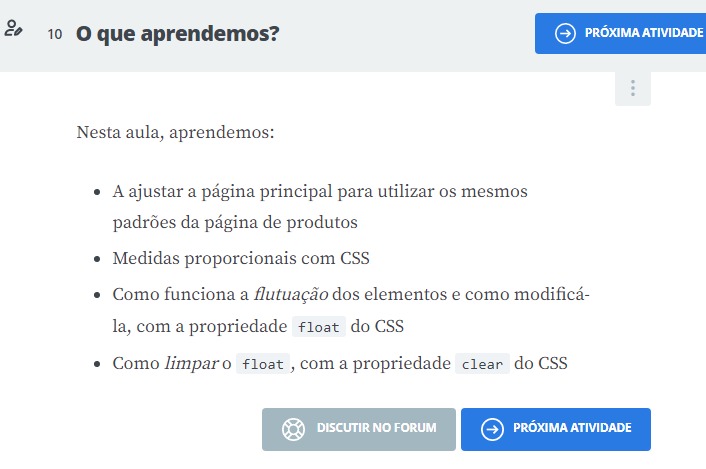 10 O que aprendemos?
PRÓXIMA ATIVIDADE
Nesta aula, aprendemos:
• A ajustar a página principal para utilizar os mesmos
padrões da página de produtos
• Medidas proporcionais com CSS
• Como funciona a flutuação dos elementos e como modificá-
la, com a propriedade float do CSS
• Como limpar o float, com a propriedade clear do CSS
DISCUTIR NO FORUM
PRÓXIMA ATIVIDADE